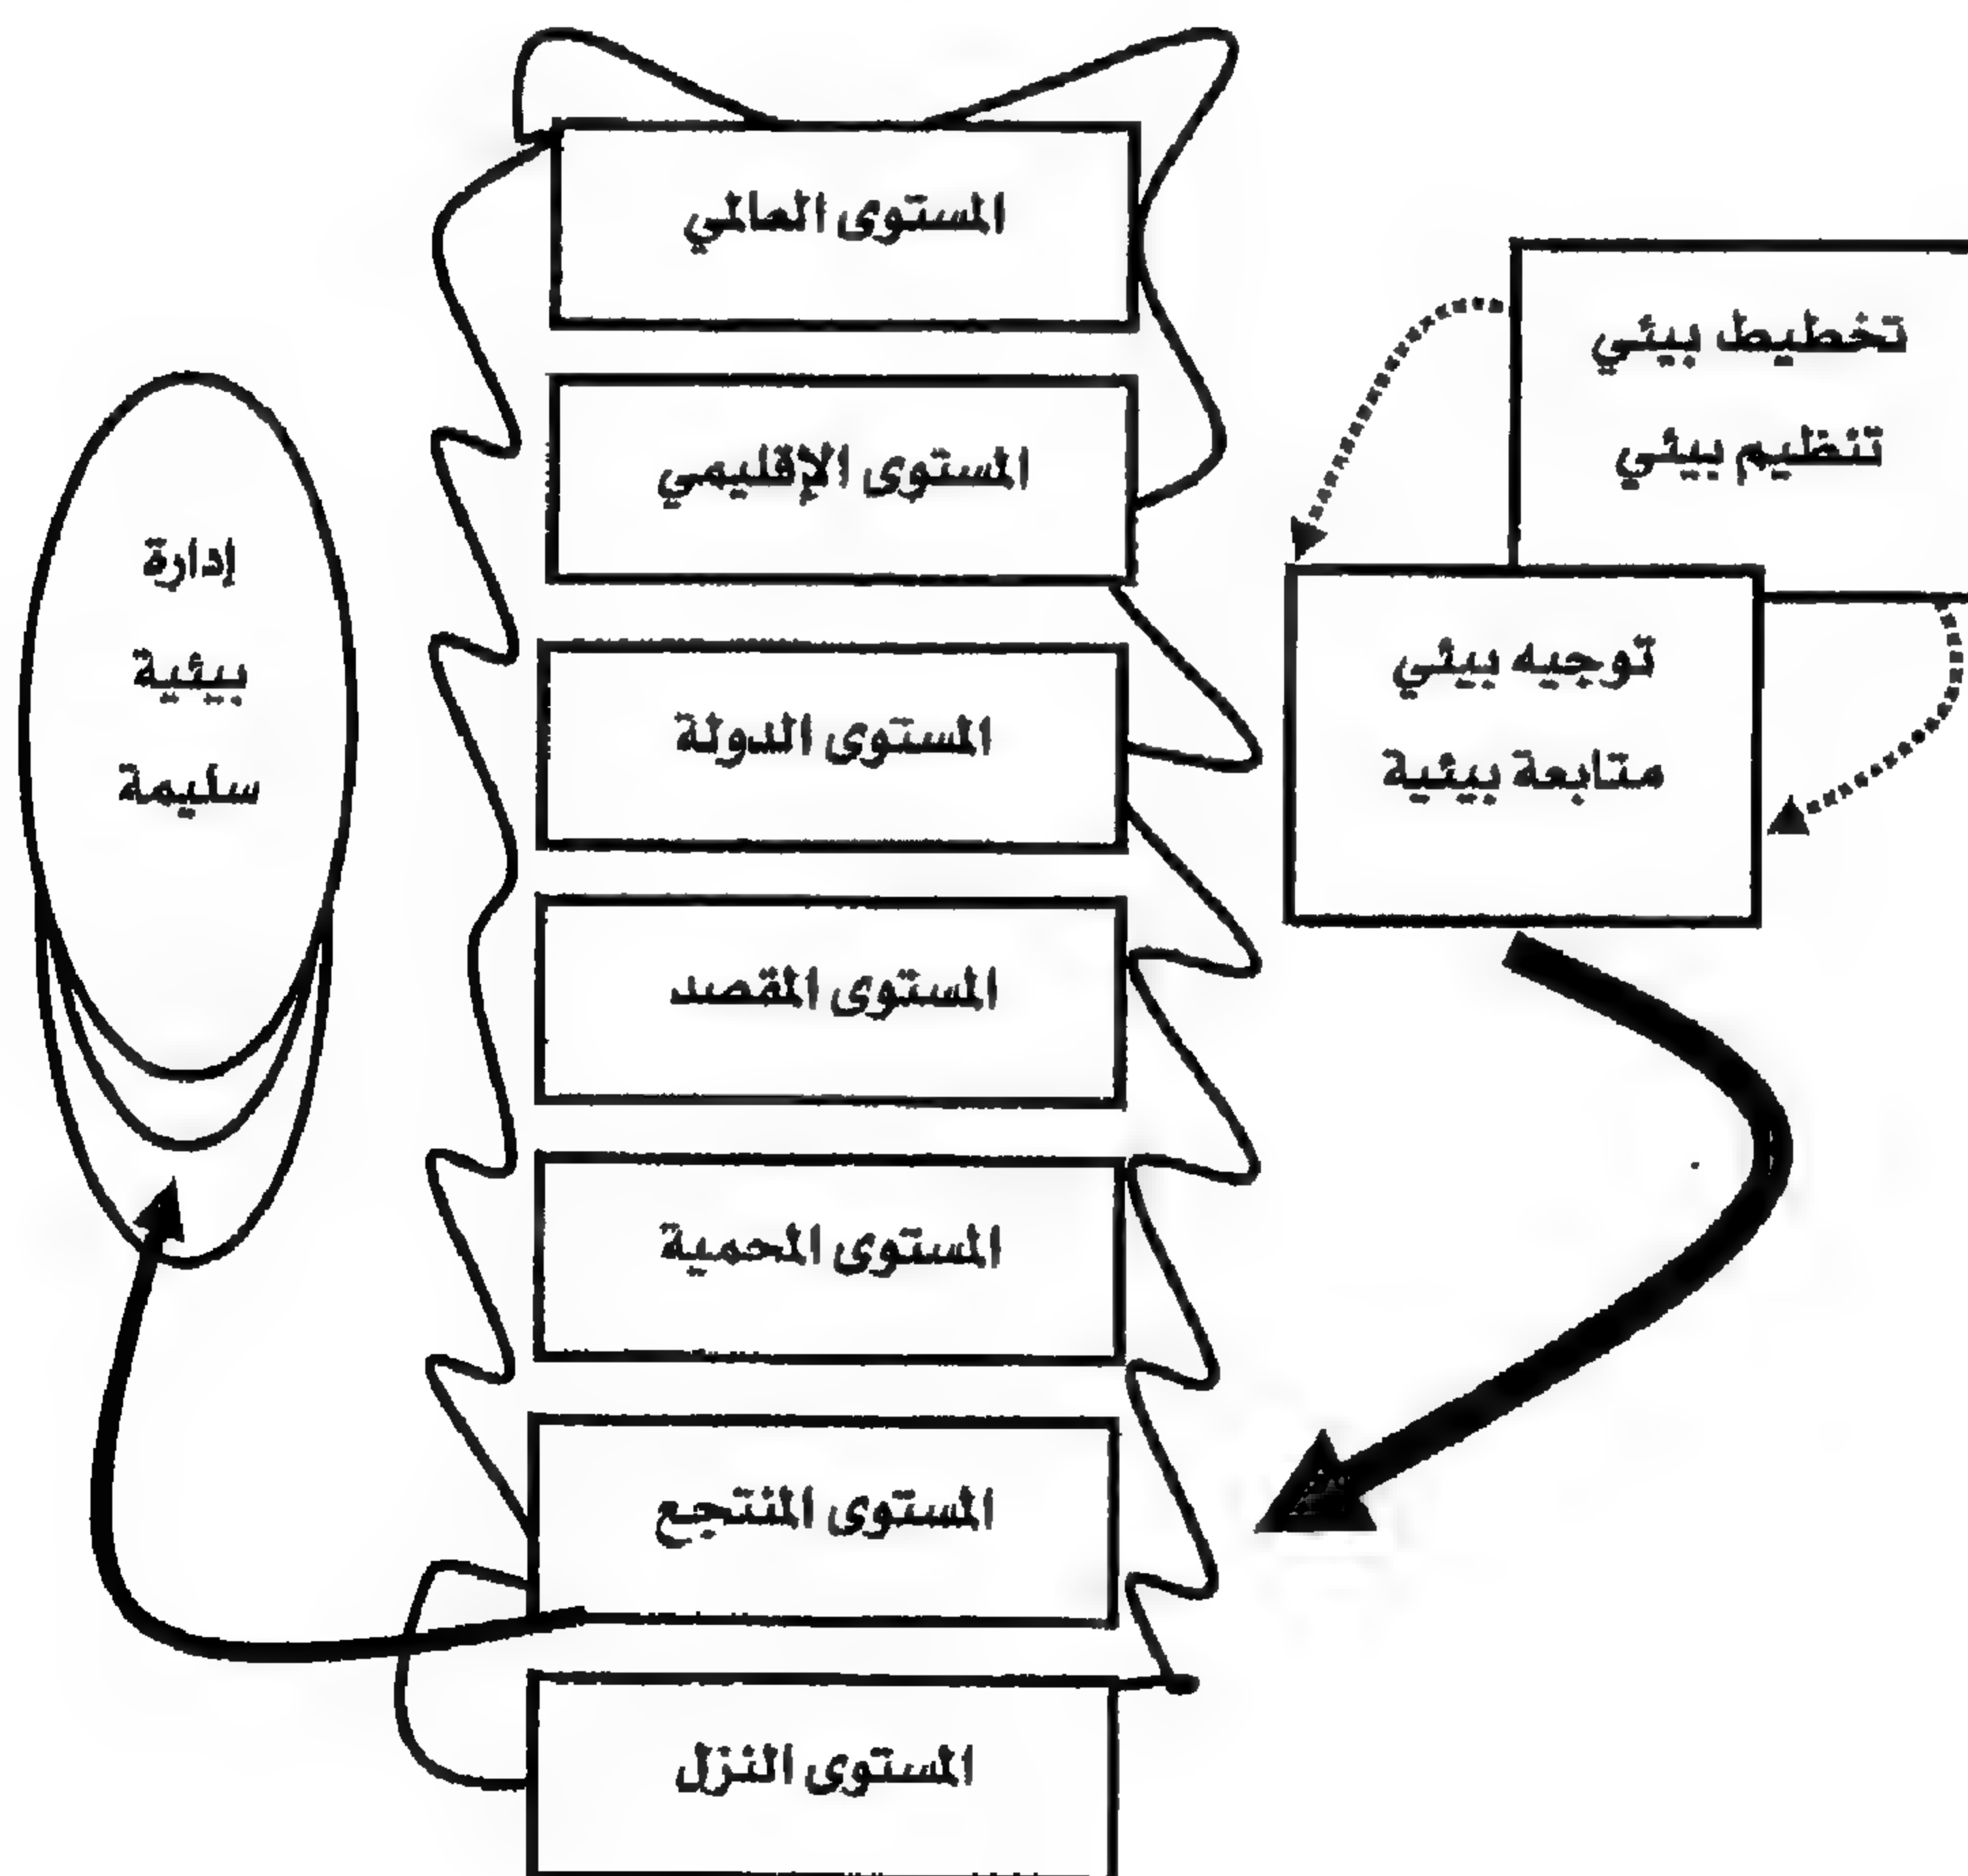 تخطيط بيئي
تنظيم بيئي
توجيه بيئي
متابعة بيئية
المستوى العالمي
المستوى الإقليمي
المستوى الدولة
المستوى المقصد
المستوى المحمية
المستوى المنتجع
المستوى النزل
إدارة
بيئية
سليمة